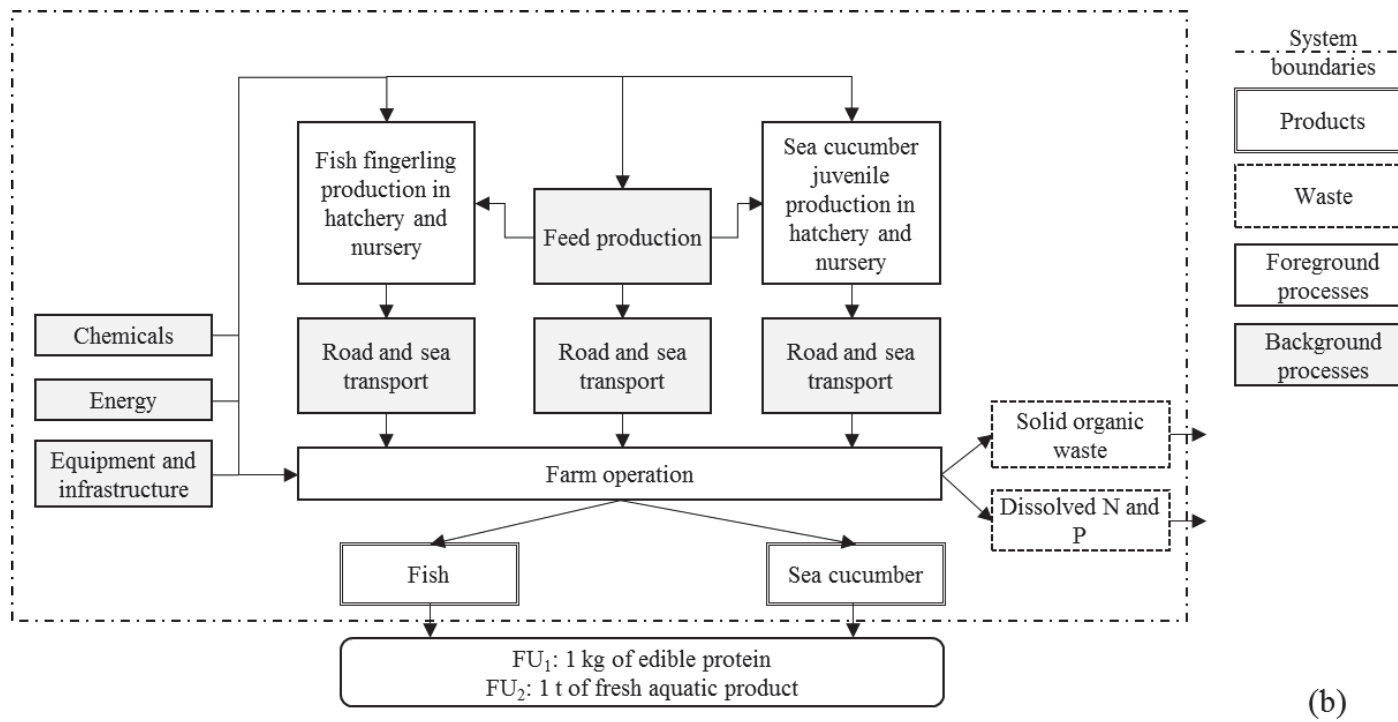 System
boundaries
Products
Waste
Foreground
processes
Background
processes
Fish fingerling
production in
hatchery and
nursery
Feed production
Sea cucumber
juvenile
production in
hatchery and
nursery
Chemicals
Energy
Equipment and
infrastructure
Road and sea
transport
Road and sea
transport
Road and sea
transport
Farm operation
Solid organic
waste
Dissolved N and
P
Fish
Sea cucumber
FU₁: 1 kg of edible protein
FU₂: 1 t of fresh aquatic product
(b)